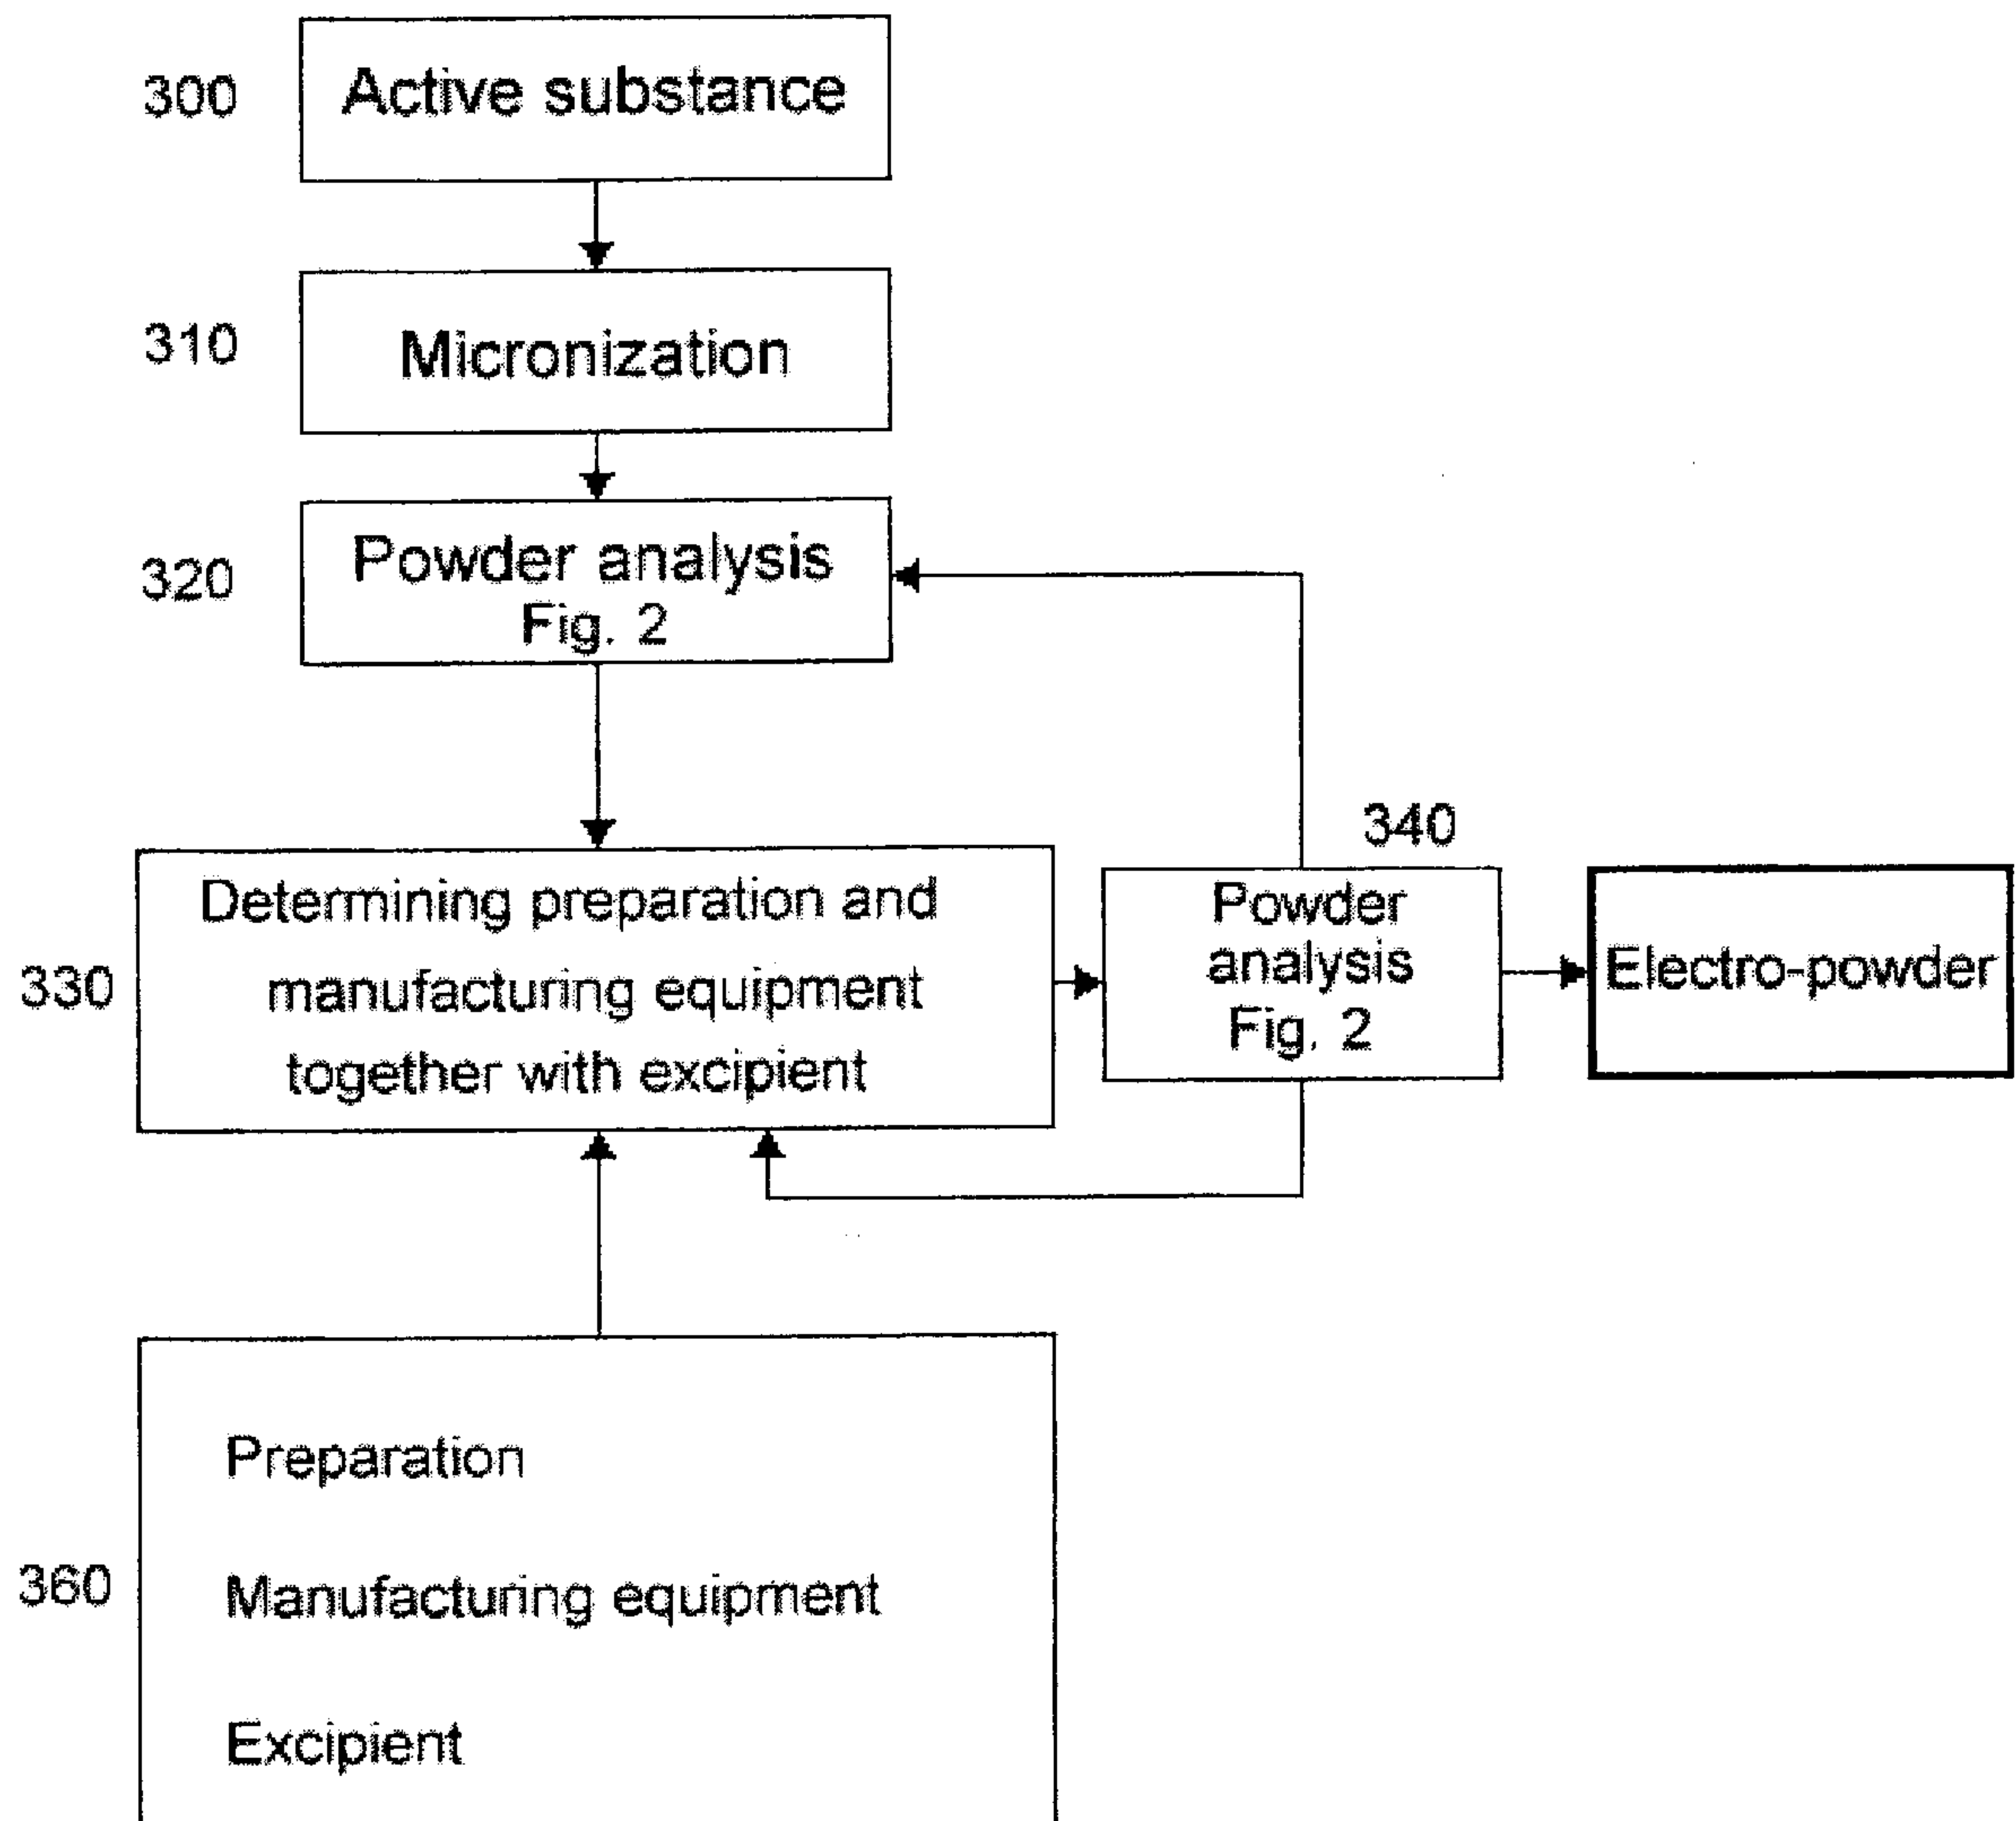 300
Active substance
310
Micronization
320
Powder analysis
Fig. 2
330
Determining preparation and
manufacturing equipment
together with excipient
340
Powder
analysis
Fig. 2
Electro-powder
360
Preparation
Manufacturing equipment
Excipient